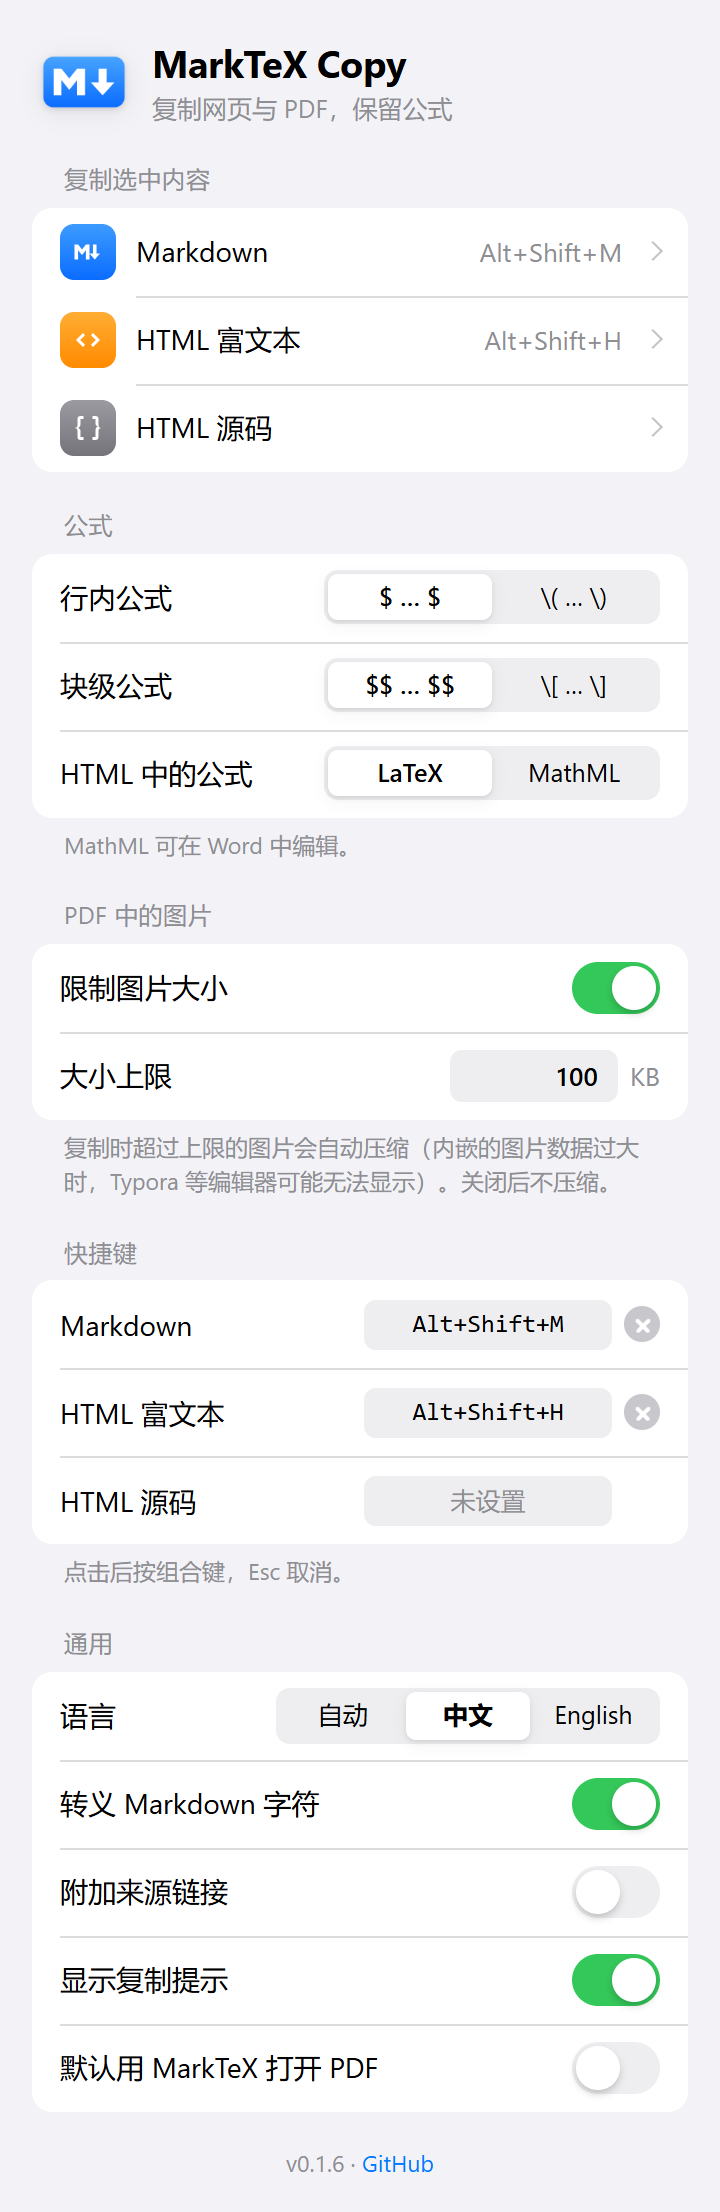 M↓
MarkTeX Copy
复制网页与 PDF，保留公式
复制选中内容
M↓ Markdown Alt+Shift+M
<> HTML 富文本 Alt+Shift+H
{ } HTML 源码
公式
行内公式 $ ... $ \( ... \)
块级公式 $$ ... $$ \[ ... \]
HTML 中的公式 LaTeX MathML
MathML 可在 Word 中编辑。
PDF 中的图片
限制图片大小
大小上限 100 KB
复制时超过上限的图片会自动压缩（内嵌的图片数据过大
时，Typora 等编辑器可能无法显示）。关闭后不压缩。
快捷键
Markdown Alt+Shift+M
HTML 富文本 Alt+Shift+H
HTML 源码 未设置
点击后按组合键，Esc 取消。
通用
语言 自动 中文 English
转义 Markdown 字符
附加来源链接
显示复制提示
默认用 MarkTeX 打开 PDF
v0.1.6 · GitHub